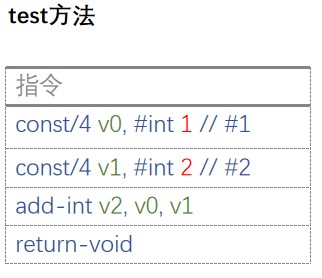 test方法
指令
const/4 v0, #int 1 // #1
const/4 v1, #int 2 // #2
add-int v2, v0, v1
return-void